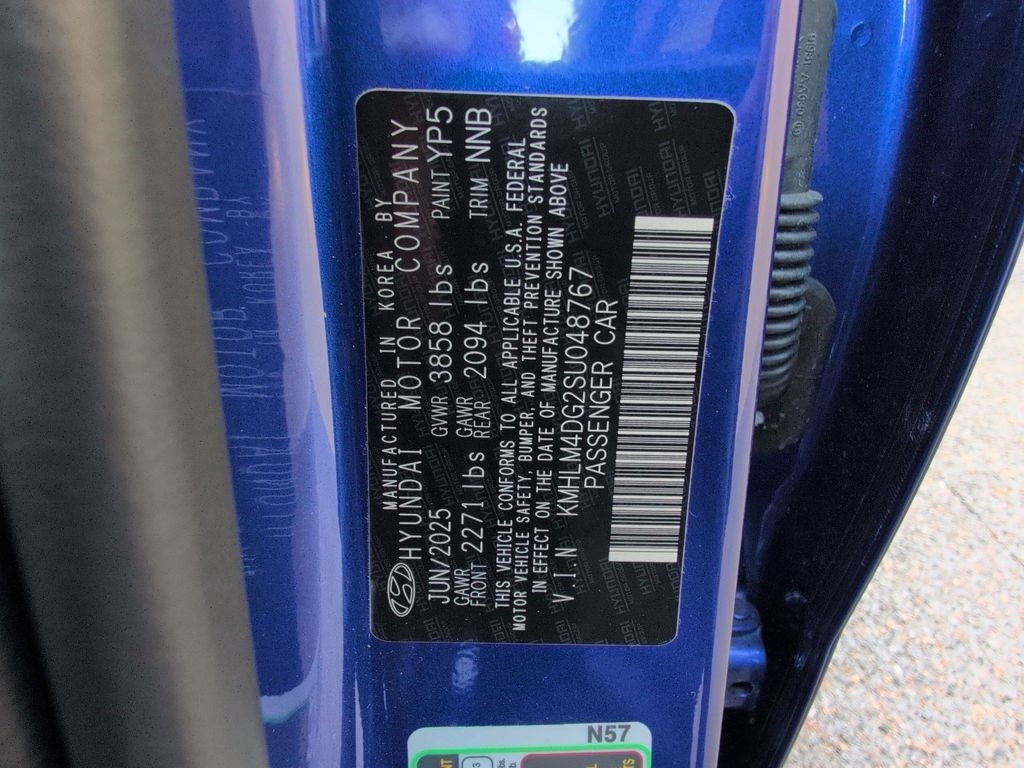 MANUFACTURED IN KOREA BY
HYUNDAI MOTOR COMPANY
JUN/2025 GVWR 3858 lbs PAINT YP5
GAWR FRONT 2271 lbs GAWR REAR 2094 lbs TRIM NNB
THIS VEHICLE CONFORMS TO ALL APPLICABLE U.S.A. FEDERAL
MOTOR VEHICLE SAFETY, BUMPER, AND THEFT PREVENTION STANDARDS
IN EFFECT ON THE DATE OF MANUFACTURE SHOWN ABOVE
V.I.N KMHLM4DG2SU048767
PASSENGER CAR
N57